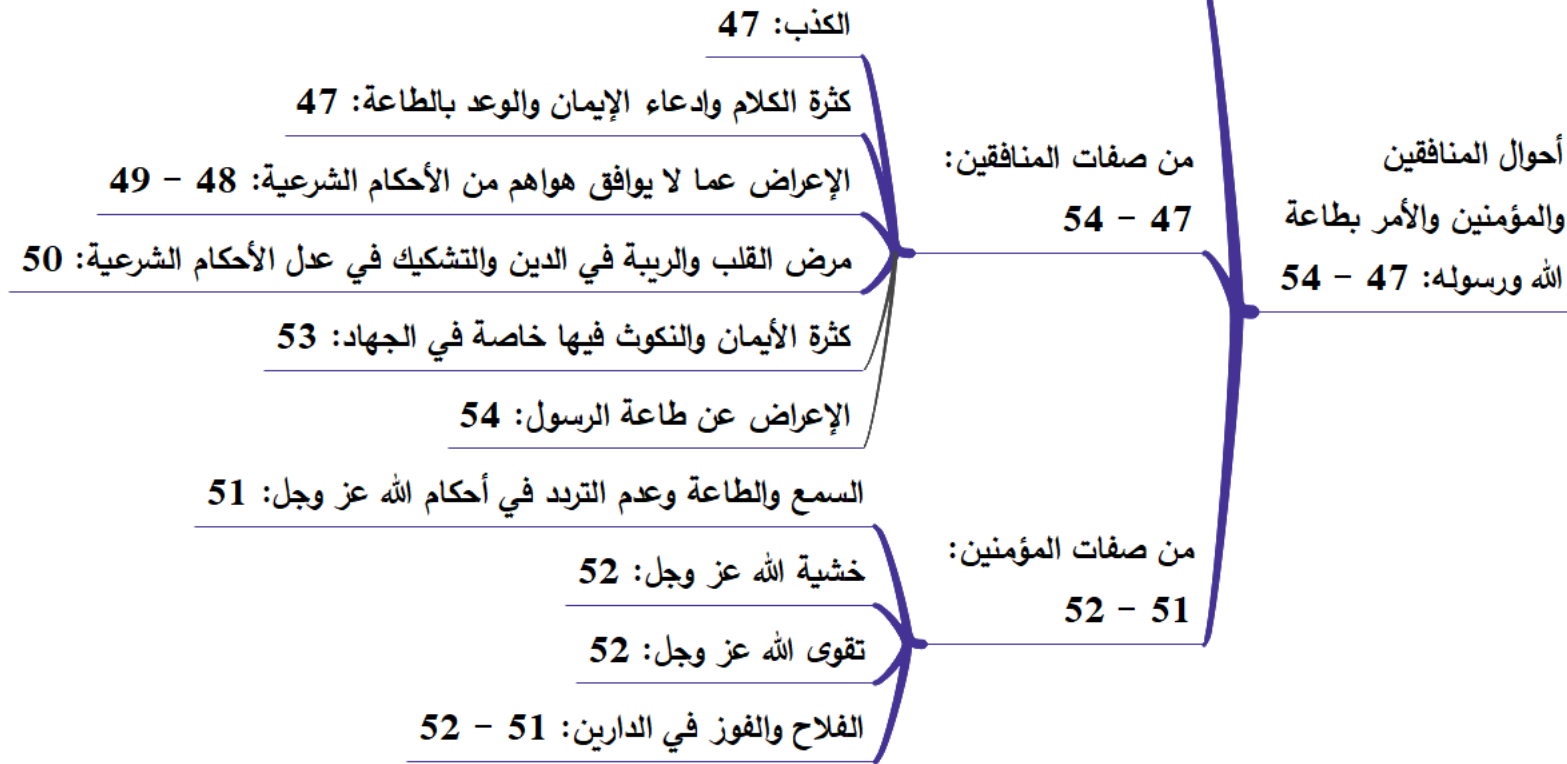 أحوال المنافقين
والمؤمنين والأمر بطاعة
الله ورسوله: 47 – 54
من صفات المنافقين:
47 – 54
الكذب: 47
كثرة الكلام وادعاء الإيمان والوعد بالطاعة: 47
الإعراض عما لا يوافق هواهم من الأحكام الشرعية: 48 – 49
مرض القلب والريبة في الدين والتشكيك في عدل الأحكام الشرعية: 50
كثرة الأيمان والنكوث فيها خاصة في الجهاد: 53
الإعراض عن طاعة الرسول: 54
من صفات المؤمنين:
51 – 52
السمع والطاعة وعدم التردد في أحكام الله عز وجل: 51
خشية الله عز وجل: 52
تقوى الله عز وجل: 52
الفلاح والفوز في الدارين: 51 – 52